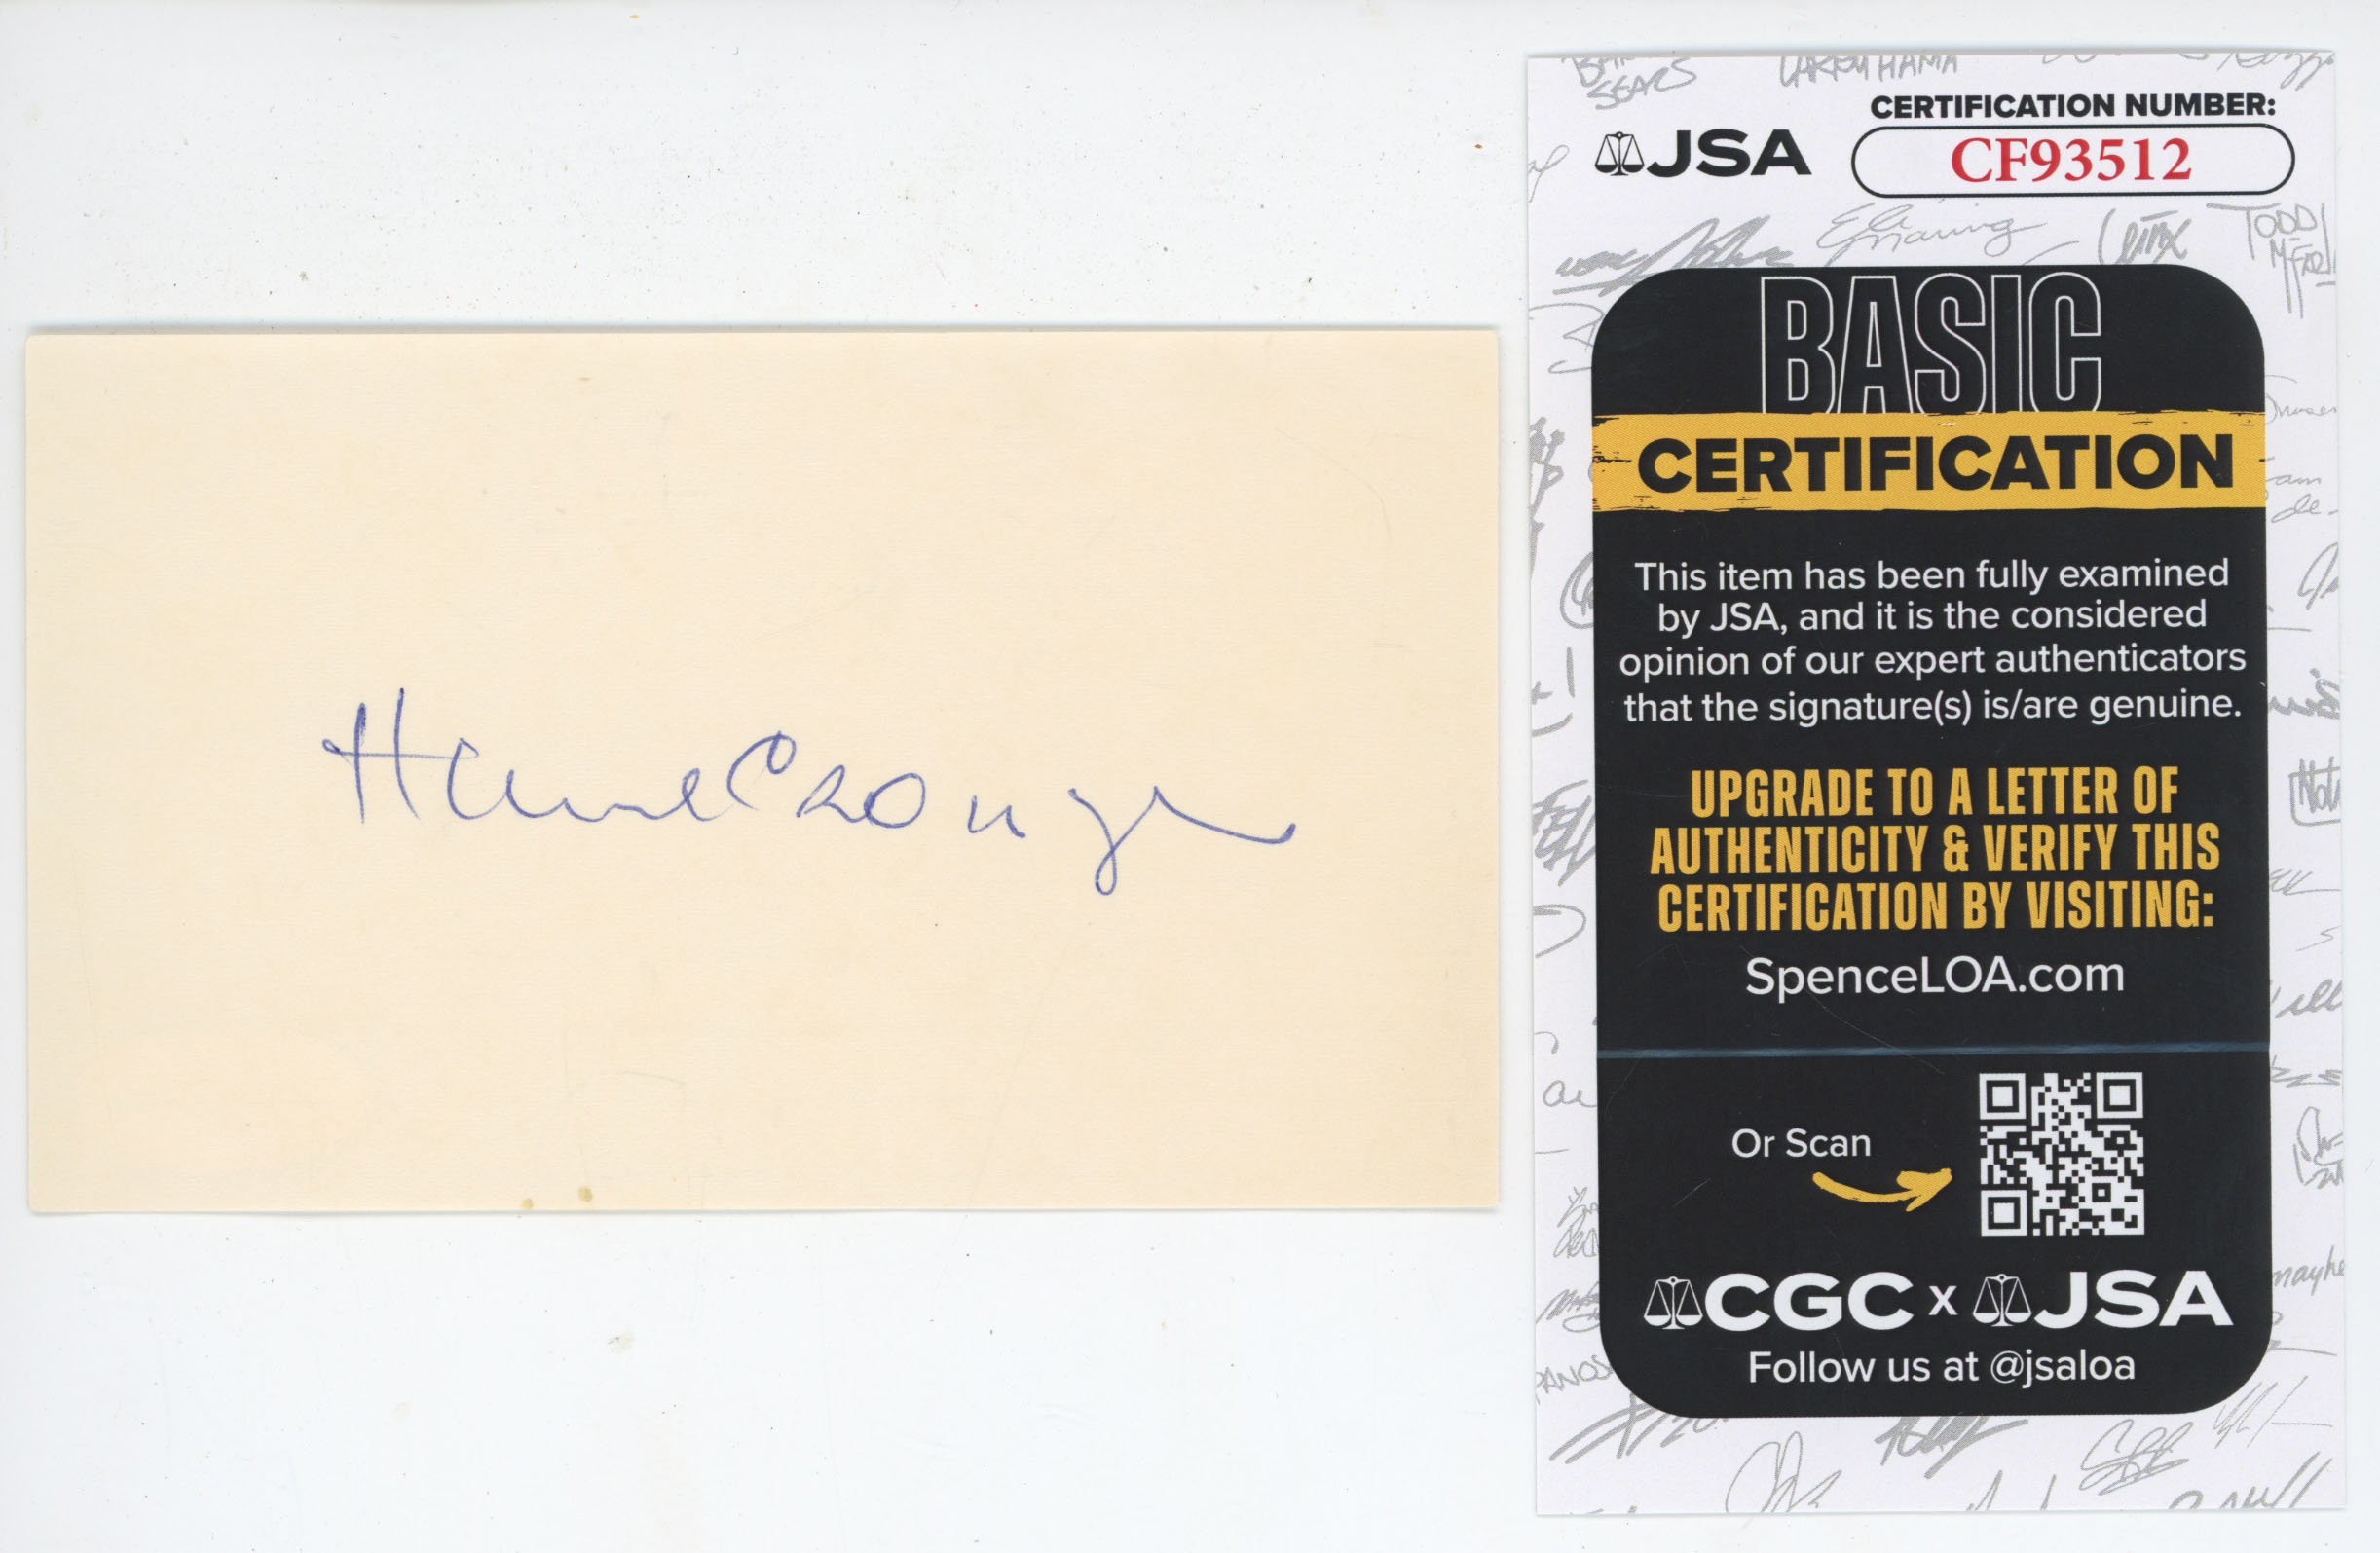 Hume Cronyn
CERTIFICATION NUMBER:
JSA
CF93512
BASIC
CERTIFICATION
This item has been fully examined
by JSA, and it is the considered
opinion of our expert authenticators
that the signature(s) is/are genuine.
UPGRADE TO A LETTER OF
AUTHENTICITY & VERIFY THIS
CERTIFICATION BY VISITING:
SpenceLOA.com
Or Scan
CGC x JSA
Follow us at @jsaloa